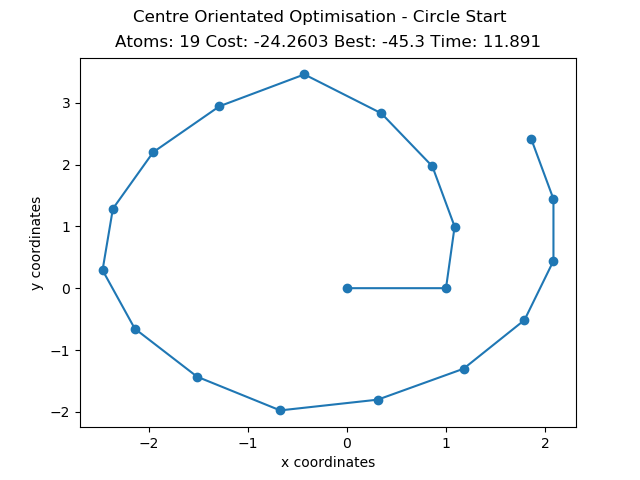 Centre Orientated Optimisation - Circle Start
Atoms: 19 Cost: -24.2603 Best: -45.3 Time: 11.891
3
2
1
0
−1
−2
y coordinates
−2 −1 0 1 2
x coordinates